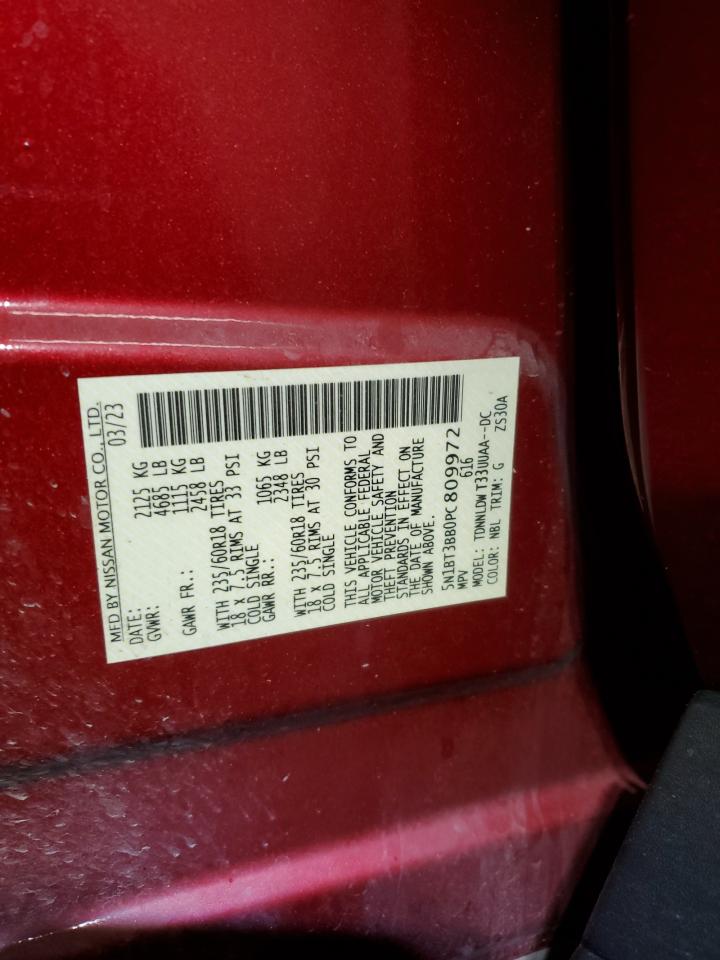 MFD BY NISSAN MOTOR CO., LTD.
DATE: 03/23
GVWR: 2125 KG
4685 LB
GAWR FR.: 1115 KG
2458 LB
WITH 235/60R18 TIRES
18 x 7.5 RIMS AT 33 PSI
COLD SINGLE
GAWR RR.: 1065 KG
2348 LB
WITH 235/60R18 TIRES
18 x 7.5 RIMS AT 30 PSI
COLD SINGLE
THIS VEHICLE CONFORMS TO
ALL APPLICABLE FEDERAL
MOTOR VEHICLE SAFETY AND
THEFT PREVENTION
STANDARDS IN EFFECT ON
THE DATE OF MANUFACTURE
SHOWN ABOVE.
5N1BT3BB0PC809972
MPV 616
MODEL: TDWNLDW T33UUAA--DC
COLOR: NBL TRIM: G ZS30A